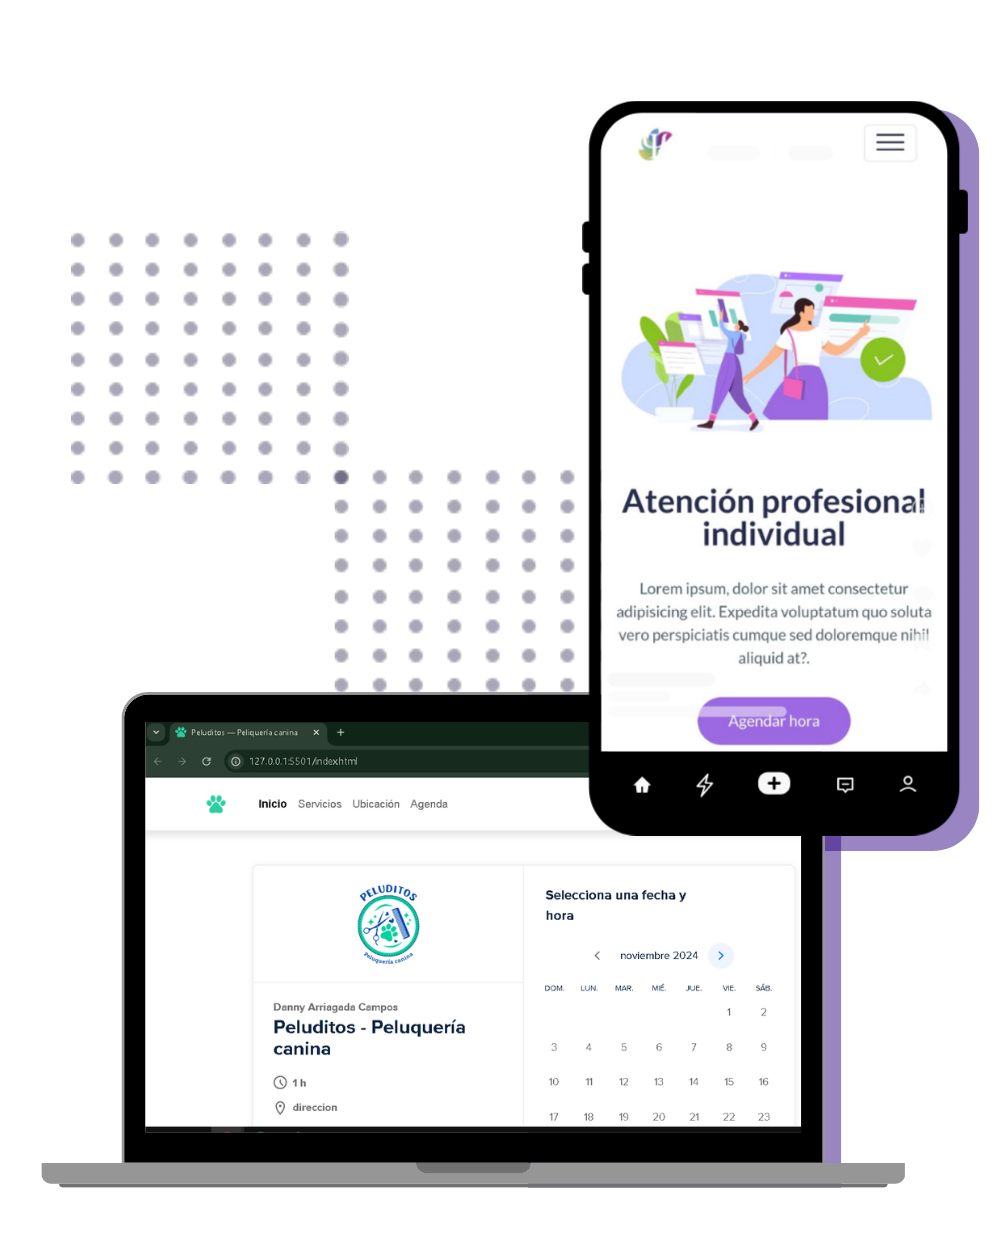 Atención profesional
individual
Lorem ipsum, dolor sit amet consectetur
adipisicing elit. Expedita voluptatum quo soluta
vero perspiciatis cumque sed doloremque nihil
aliquid at?.
Agendar hora
Peluditos — Peliquería canina
127.0.0.1:5501/index.html
Inicio Servicios Ubicación Agenda
PELUDITOS
Peluquería canina
Danny Arriagada Campos
Peluditos - Peluquería
canina
1 h
direccion
Selecciona una fecha y
hora
noviembre 2024
DOM. LUN. MAR. MIÉ. JUE. VIE. SÁB.
1 2
3 4 5 6 7 8 9
10 11 12 13 14 15 16
17 18 19 20 21 22 23